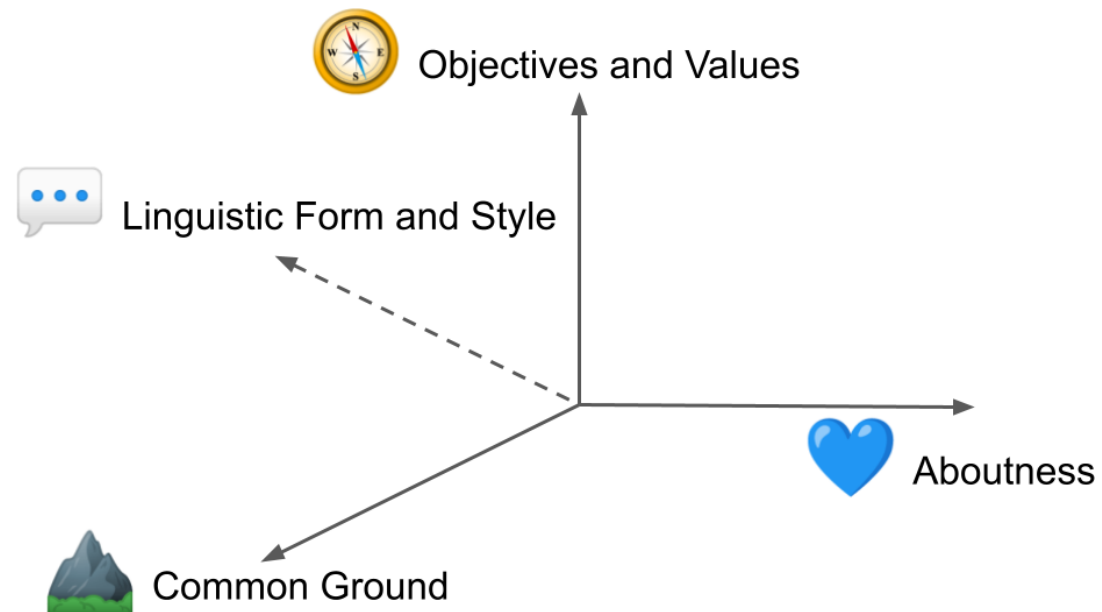 N
W E
S
Objectives and Values
Linguistic Form and Style
Aboutness
Common Ground